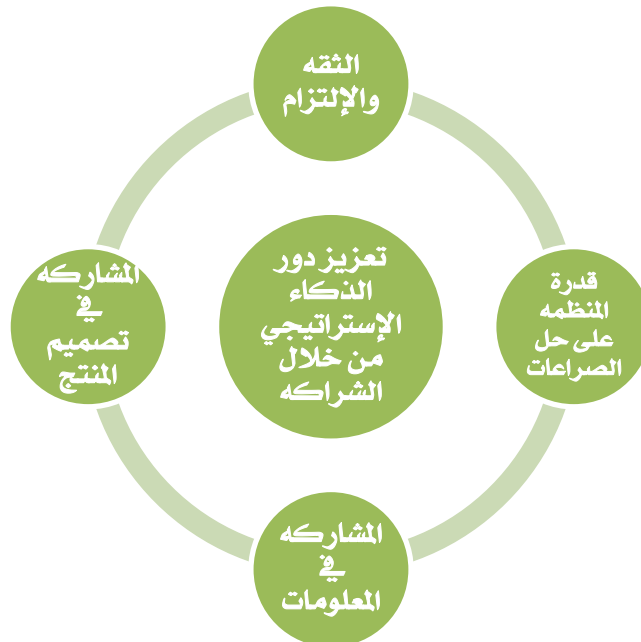 الثقه
والإلتزام
تعزيز دور
الذكاء
الإستراتيجي
من خلال
الشراكه
قدرة
المنظمه
على حل
الصراعات
المشاركه
في
المعلومات
المشاركه
في
تصميم
المنتج